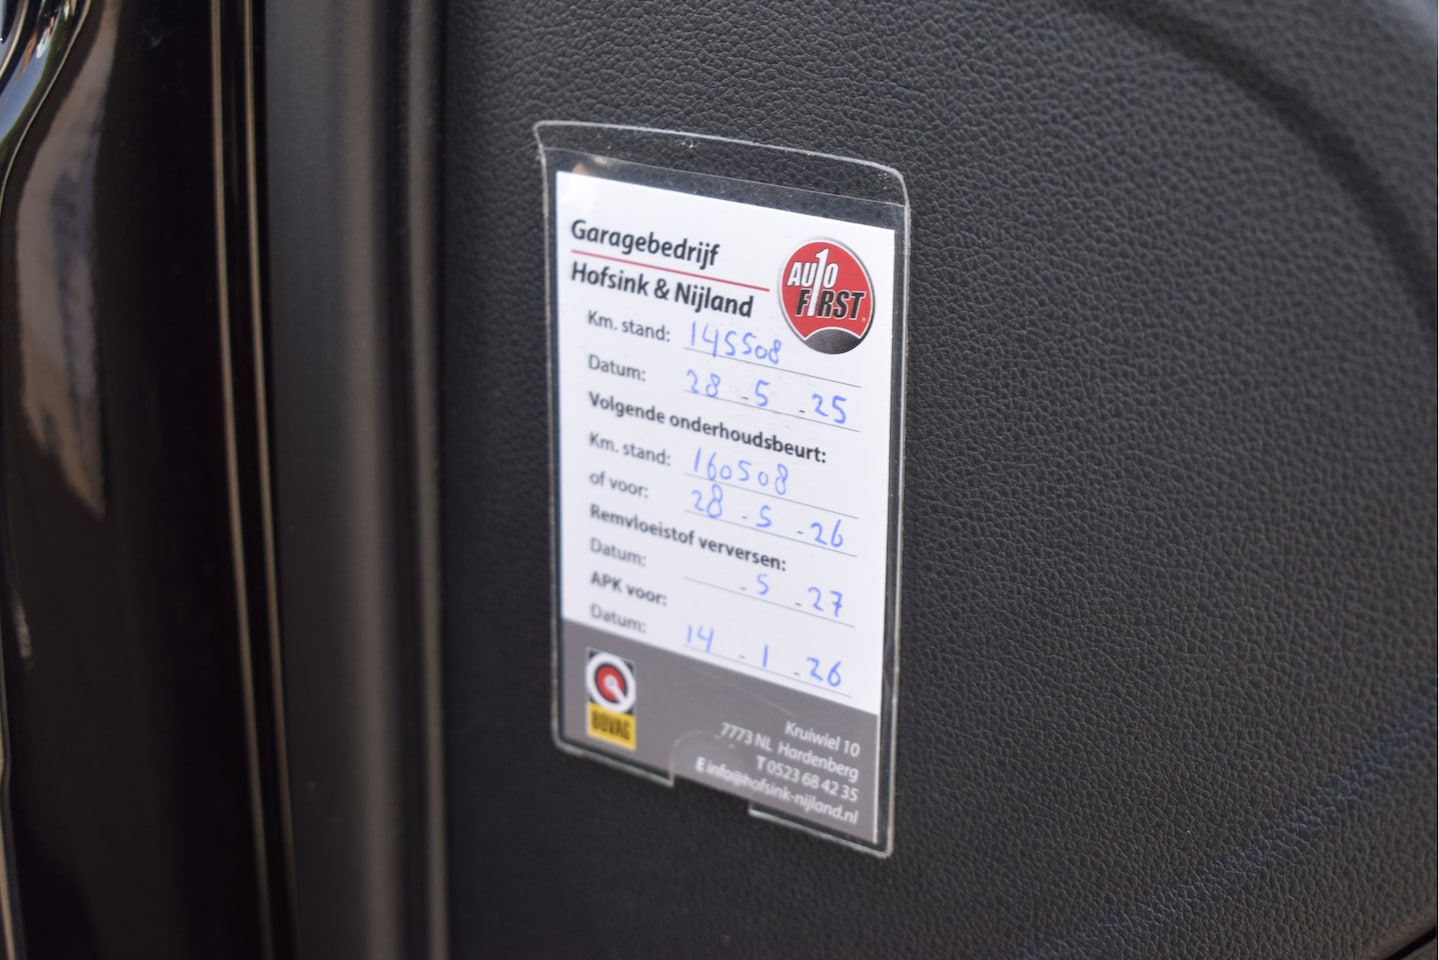 Garagebedrijf
Hofsink & Nijland
AUTO
FIRST
Km. stand: 145508
Datum: 28 - 5 - 25
Volgende onderhoudsbeurt:
Km. stand: 160508
of voor: 28 - 5 - 26
Remvloeistof verversen:
Datum: - 5 - 27
APK voor:
Datum: 14 - 1 - 26
BOVAG
Kruiwiel 10
7773 NL Hardenberg
T 0523 68 42 35
E info@hofsink-nijland.nl